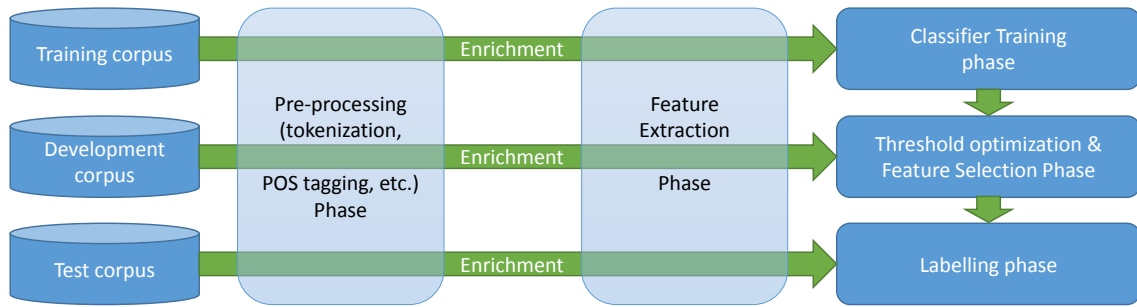 Training corpus
Enrichment
Classifier Training
phase
Pre-processing
(tokenization,
POS tagging, etc.)
Phase
Feature
Extraction
Phase
Development
corpus
Enrichment
Threshold optimization &
Feature Selection Phase
Test corpus
Enrichment
Labelling phase